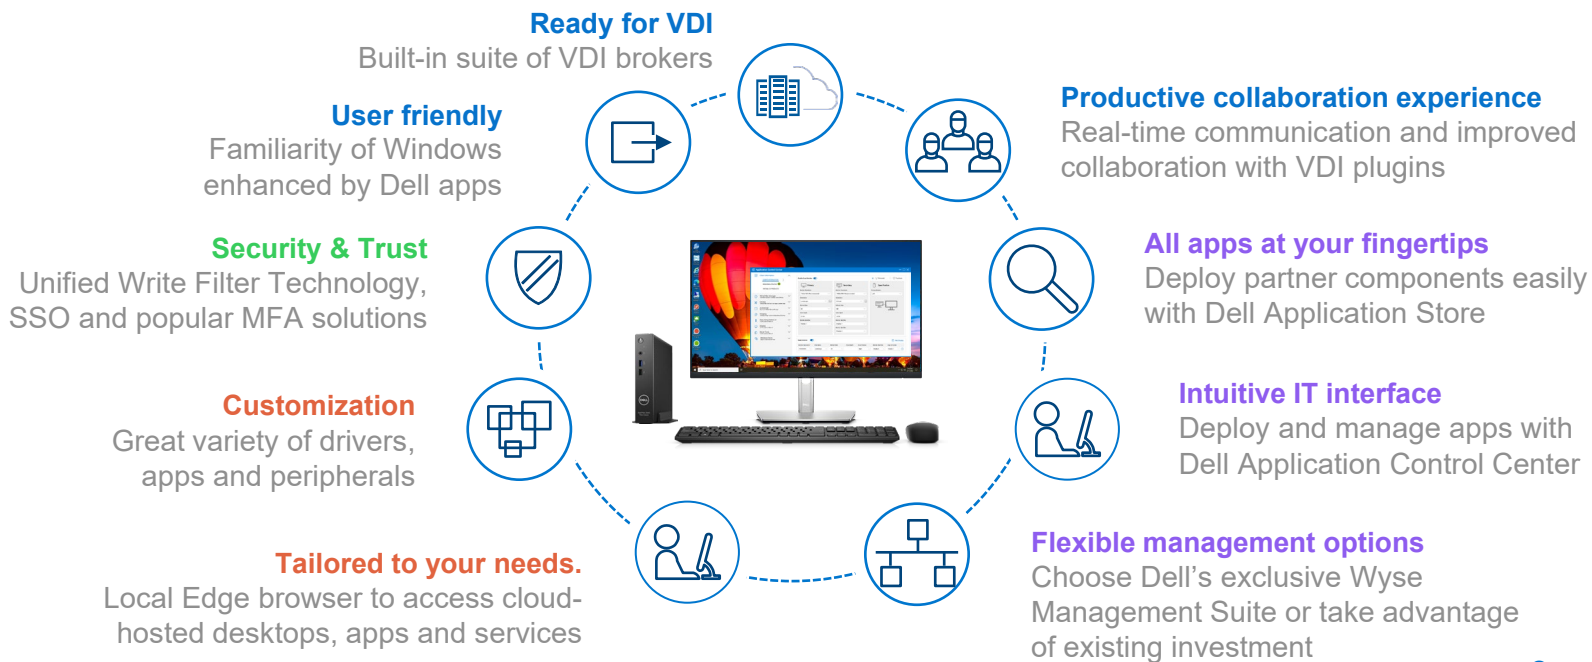 Ready for VDI
Built-in suite of VDI brokers
User friendly
Familiarity of Windows
enhanced by Dell apps
Security & Trust
Unified Write Filter Technology,
SSO and popular MFA solutions
Customization
Great variety of drivers,
apps and peripherals
Tailored to your needs.
Local Edge browser to access cloud-
hosted desktops, apps and services
Productive collaboration experience
Real-time communication and improved
collaboration with VDI plugins
All apps at your fingertips
Deploy partner components easily
with Dell Application Store
Intuitive IT interface
Deploy and manage apps with
Dell Application Control Center
Flexible management options
Choose Dell’s exclusive Wyse
Management Suite or take advantage
of existing investment